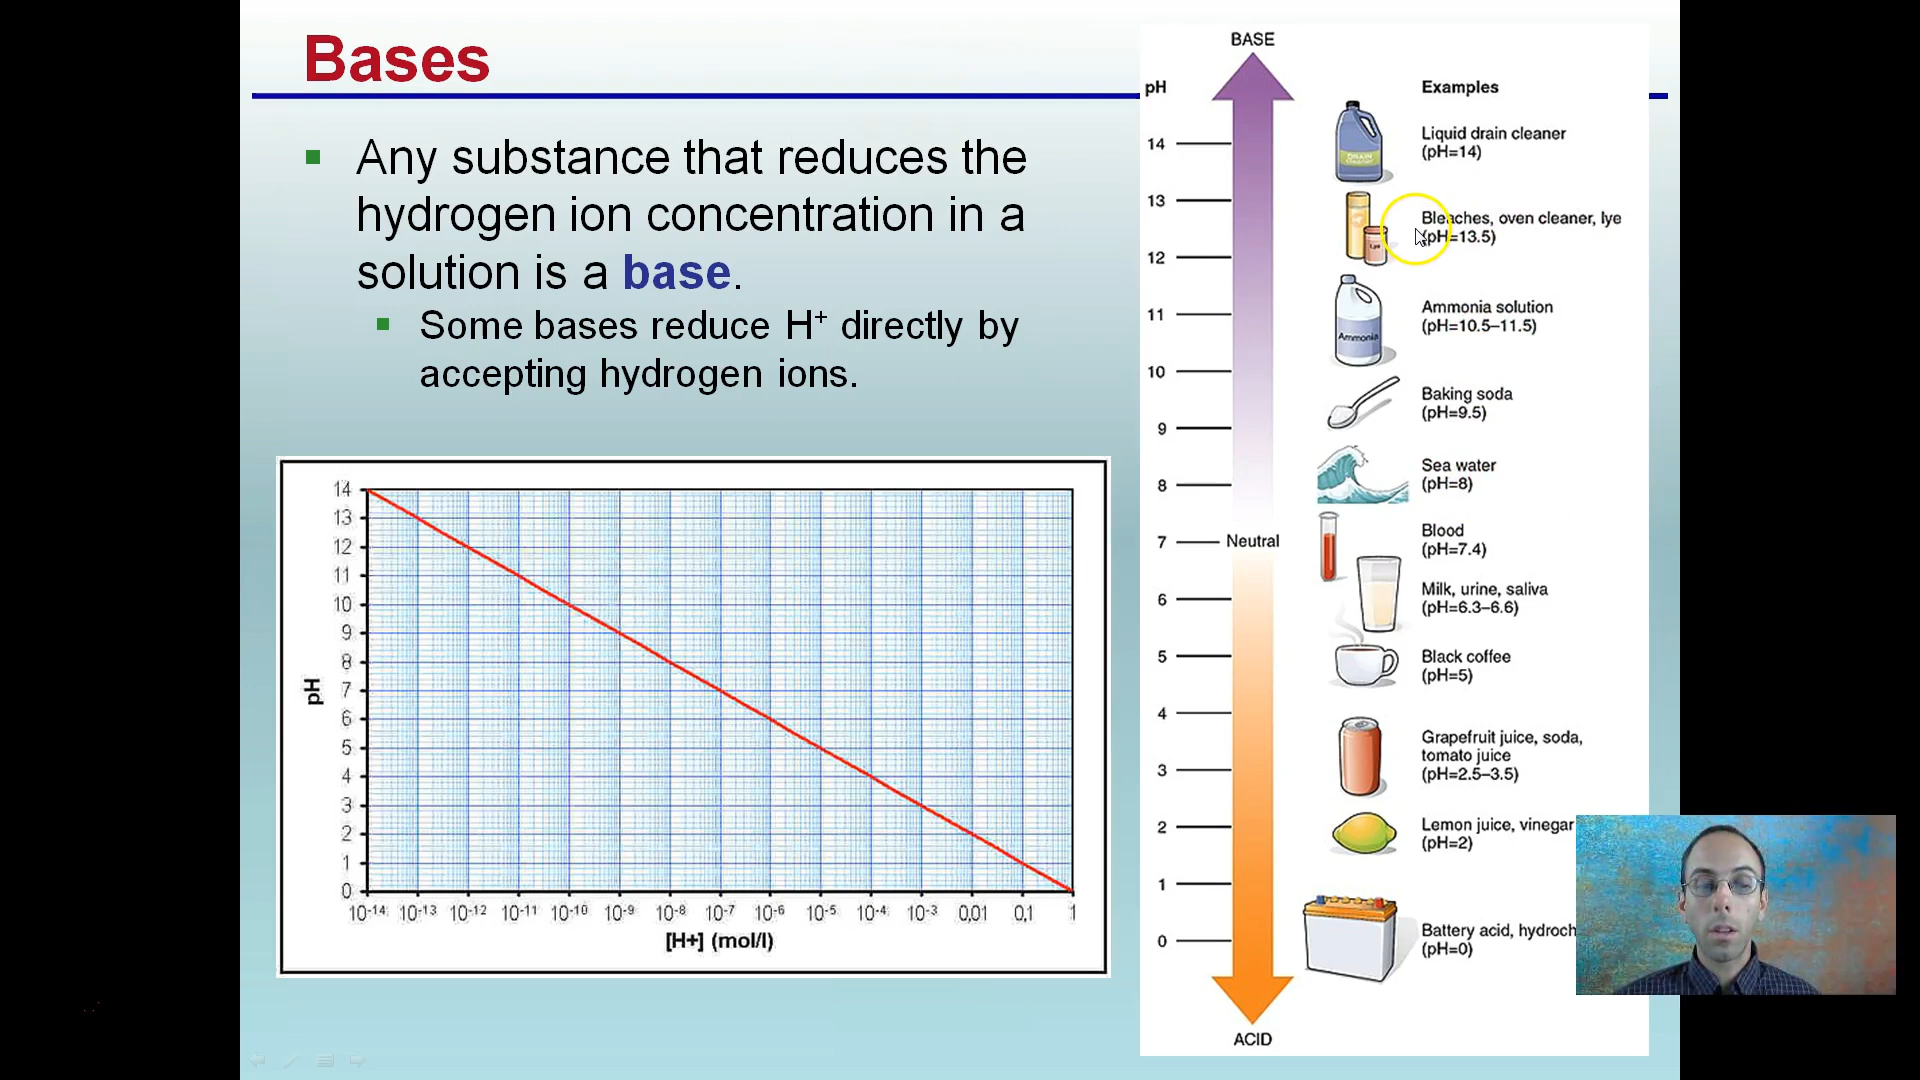 Bases
Any substance that reduces the
hydrogen ion concentration in a
solution is a base.
Some bases reduce H⁺ directly by
accepting hydrogen ions.
14
13
12
11
10
9
8
7
6
5
4
3
2
1
0
pH
10⁻¹⁴ 10⁻¹³ 10⁻¹² 10⁻¹¹ 10⁻¹⁰ 10⁻⁹ 10⁻⁸ 10⁻⁷ 10⁻⁶ 10⁻⁵ 10⁻⁴ 10⁻³ 0,01 0,1 1
[H+] (mol/l)
BASE
pH
Examples
14
Liquid drain cleaner
(pH=14)
13
Bleaches, oven cleaner, lye
(pH=13.5)
Lye
12
11
Ammonia solution
(pH=10.5–11.5)
Ammonia
10
Baking soda
(pH=9.5)
9
Sea water
(pH=8)
8
Blood
(pH=7.4)
7 Neutral
Milk, urine, saliva
(pH=6.3–6.6)
6
5
Black coffee
(pH=5)
4
Grapefruit juice, soda,
tomato juice
(pH=2.5–3.5)
3
2
Lemon juice, vinegar
(pH=2)
1
Battery acid, hydroch
(pH=0)
0
ACID